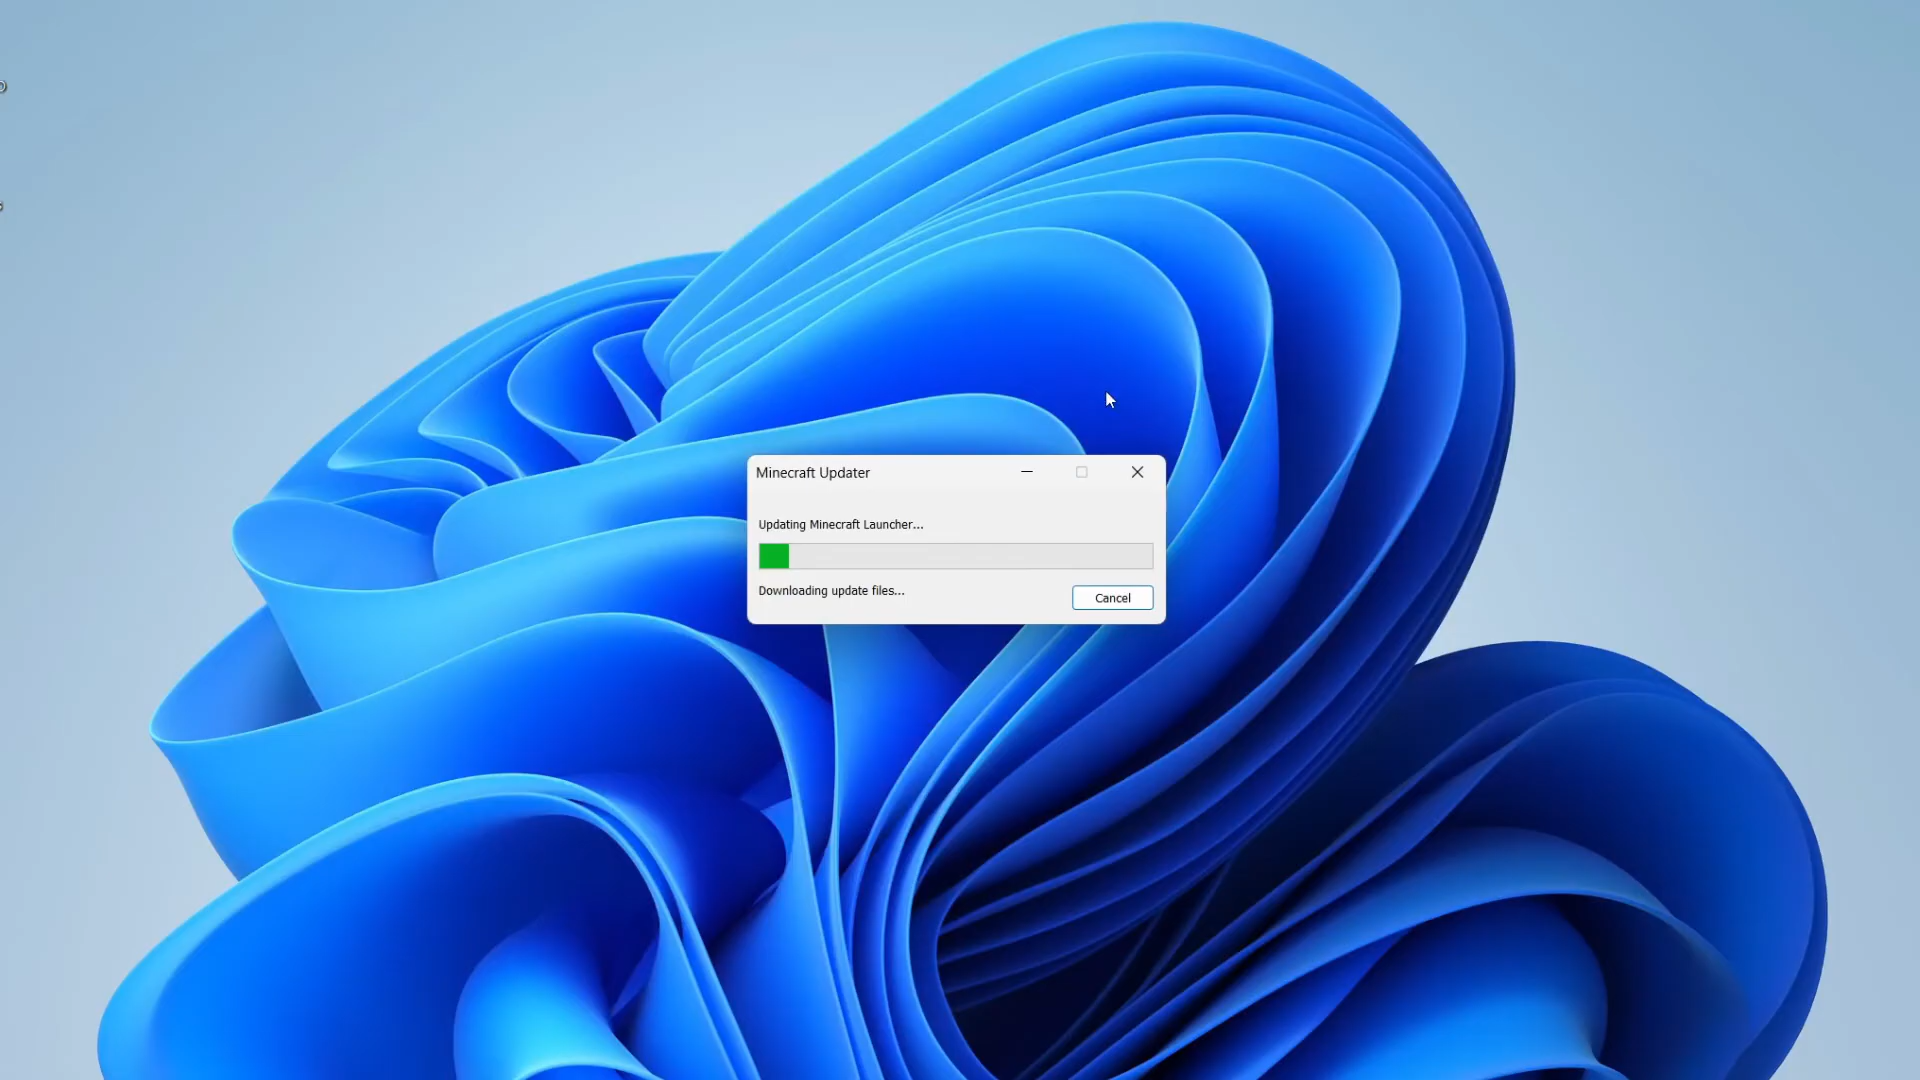 Minecraft Updater
Updating Minecraft Launcher...
Downloading update files...
Cancel